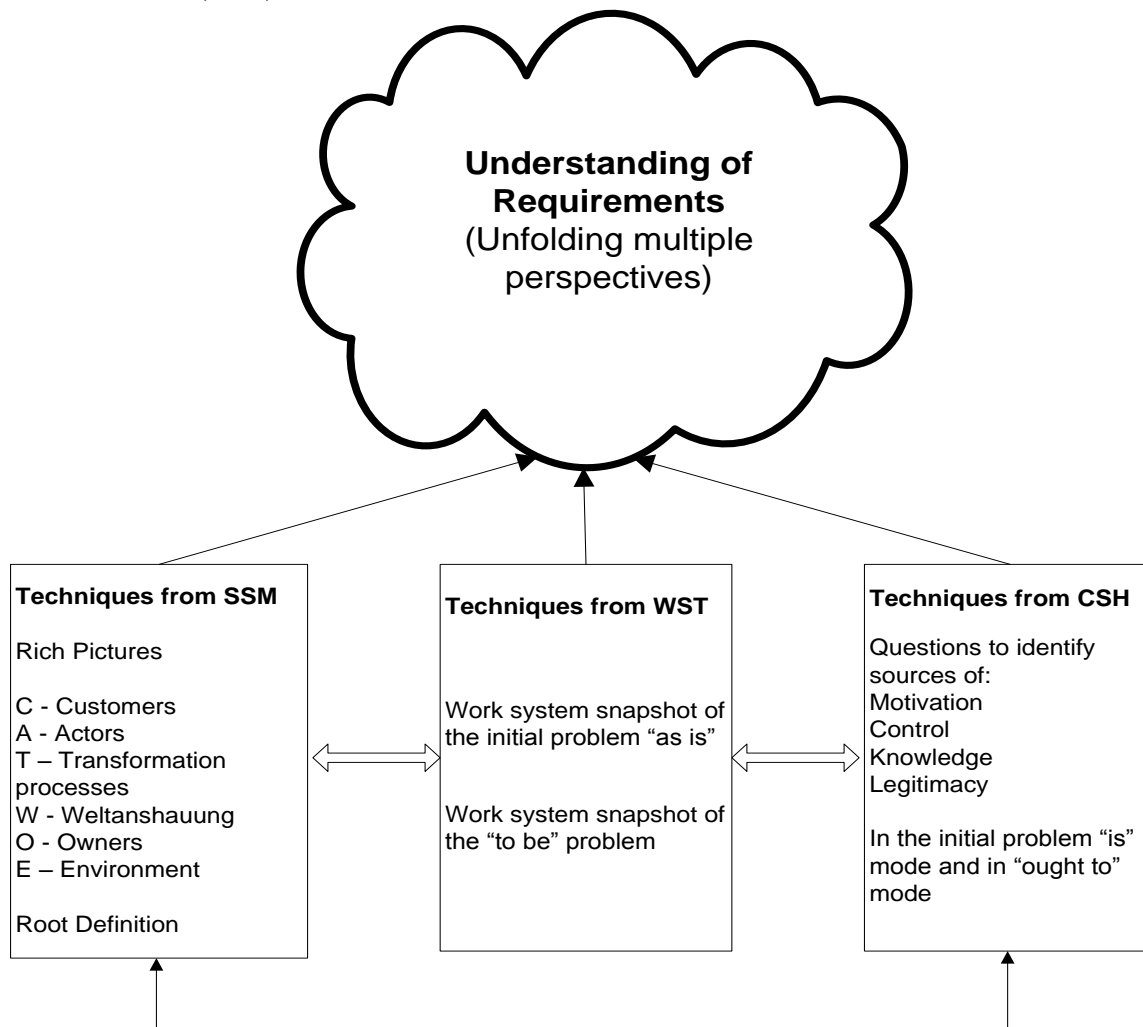 Understanding of
Requirements
(Unfolding multiple
perspectives)
Techniques from SSM
Rich Pictures
C - Customers
A - Actors
T – Transformation
processes
W - Weltanshauung
O - Owners
E – Environment
Root Definition
Techniques from WST
Work system snapshot of
the initial problem “as is”
Work system snapshot of
the “to be” problem
Techniques from CSH
Questions to identify
sources of:
Motivation
Control
Knowledge
Legitimacy
In the initial problem “is”
mode and in “ought to”
mode